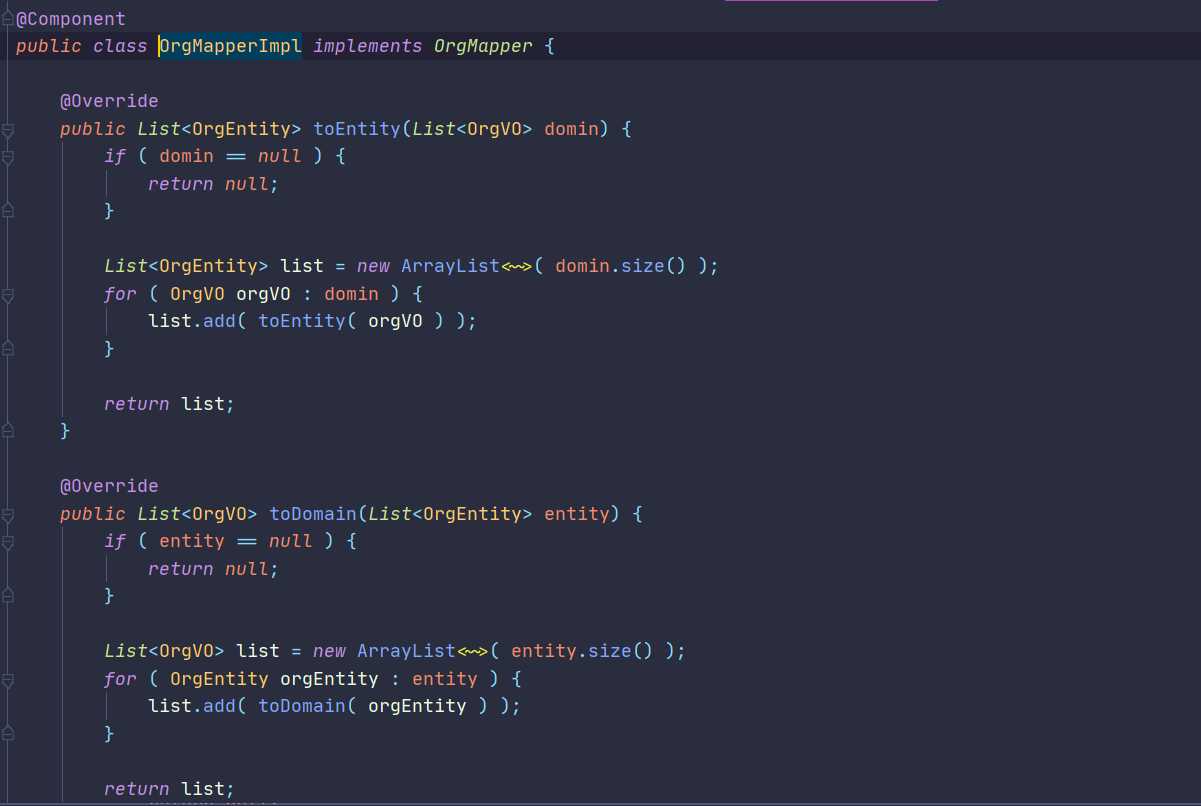 @Component
public class OrgMapperImpl implements OrgMapper {
@Override
public List<OrgEntity> toEntity(List<OrgVO> domin) {
if ( domin == null ) {
return null;
}
List<OrgEntity> list = new ArrayList<~>( domin.size() );
for ( OrgVO orgVO : domin ) {
list.add( toEntity( orgVO ) );
}
return list;
}
@Override
public List<OrgVO> toDomain(List<OrgEntity> entity) {
if ( entity == null ) {
return null;
}
List<OrgVO> list = new ArrayList<~>( entity.size() );
for ( OrgEntity orgEntity : entity ) {
list.add( toDomain( orgEntity ) );
}
return list;